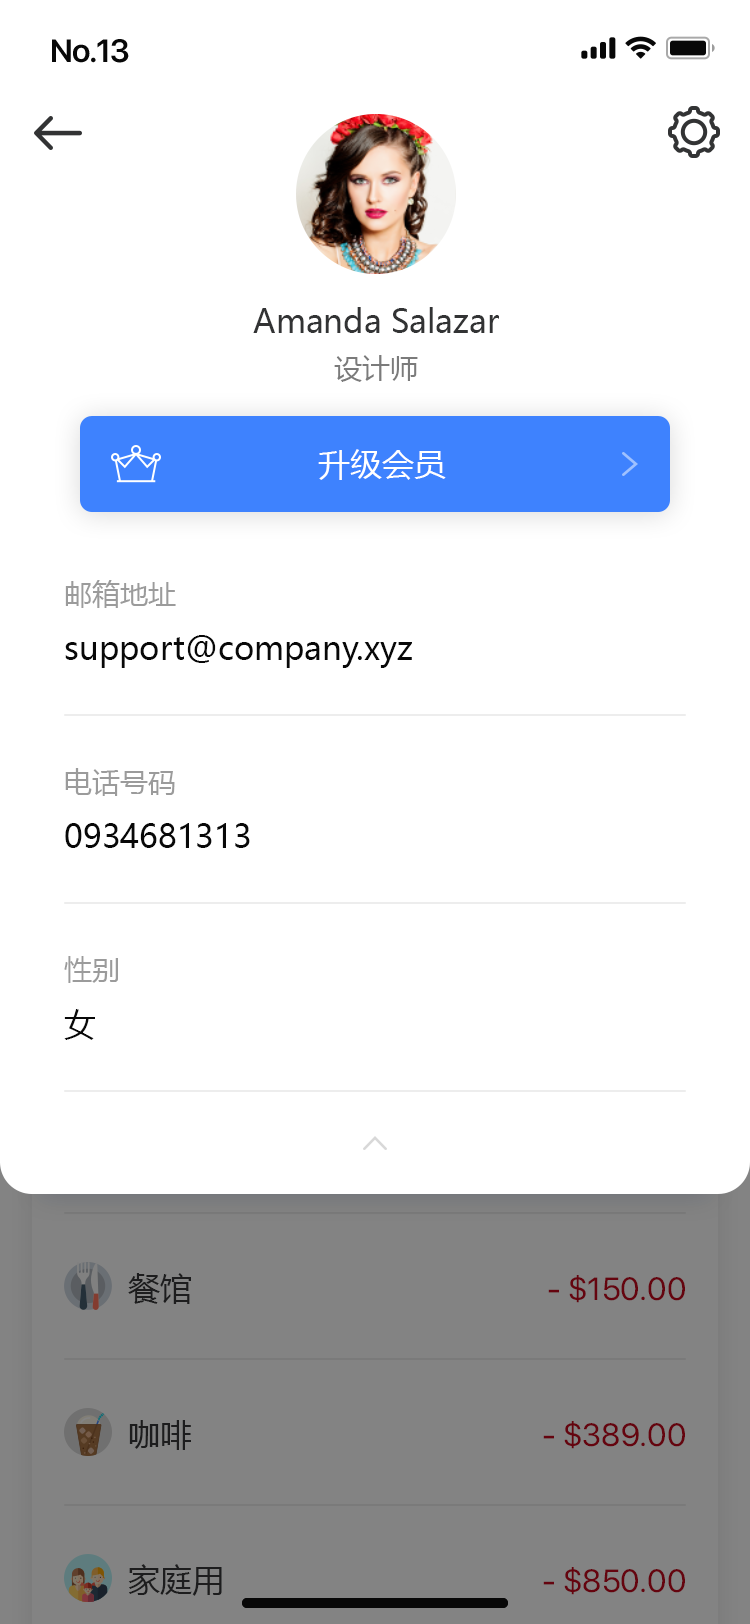 No.13
Amanda Salazar
设计师
升级会员
邮箱地址
support@company.xyz
电话号码
0934681313
性别
女
餐馆 - $150.00
咖啡 - $389.00
家庭用 - $850.00